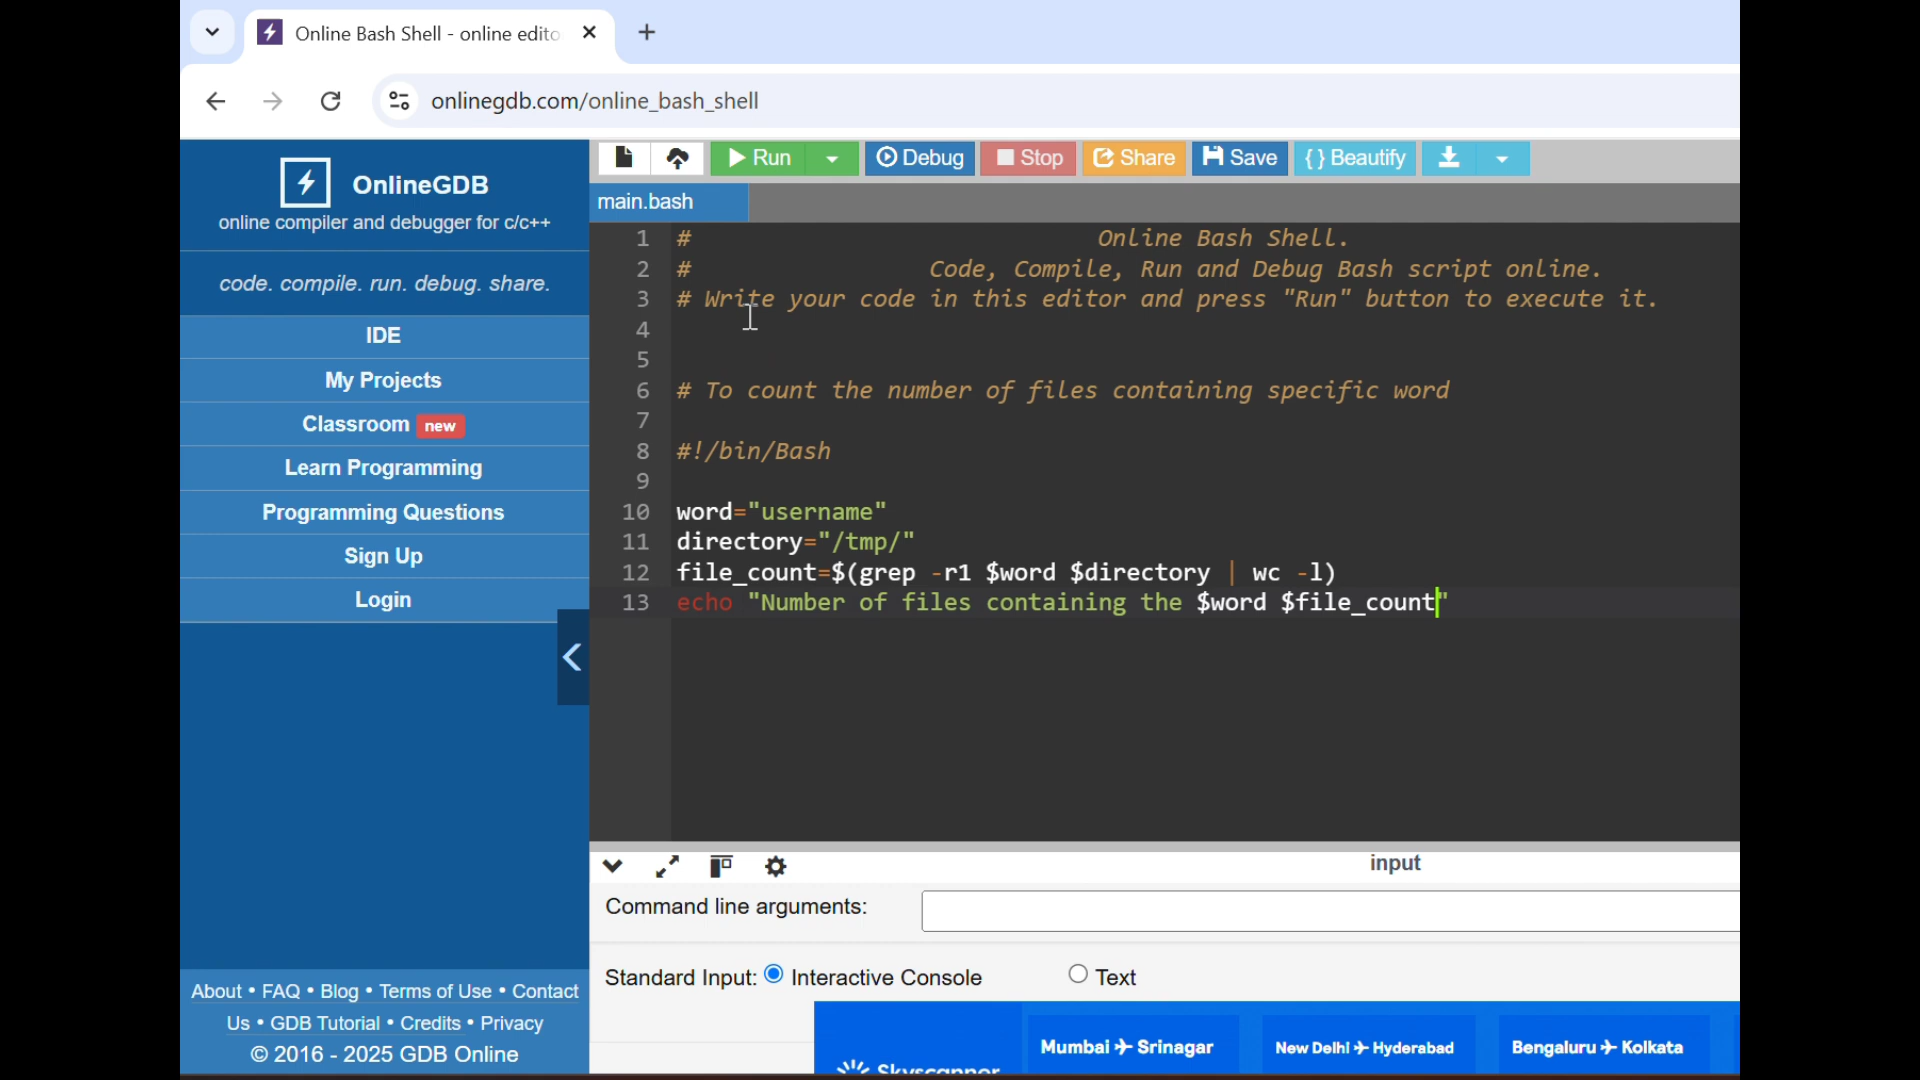 Online Bash Shell - online edito
onlinegdb.com/online_bash_shell
OnlineGDB
online compiler and debugger for c/c++
code. compile. run. debug. share.
IDE
My Projects
Classroom new
Learn Programming
Programming Questions
Sign Up
Login
About • FAQ • Blog • Terms of Use • Contact
Us • GDB Tutorial • Credits • Privacy
© 2016 - 2025 GDB Online
Run Debug Stop Share Save {} Beautify
main.bash
1 # Online Bash Shell.
2 # Code, Compile, Run and Debug Bash script online.
3 # Write your code in this editor and press "Run" button to execute it.
4
5
6 # To count the number of files containing specific word
7
8 #!/bin/Bash
9
10 word="username"
11 directory="/tmp/"
12 file_count=$(grep -r1 $word $directory | wc -l)
13 echo "Number of files containing the $word $file_count"
input
Command line arguments:
Standard Input: Interactive Console Text
Skyscanner
Mumbai ✈ Srinagar
New Delhi ✈ Hyderabad
Bengaluru ✈ Kolkata